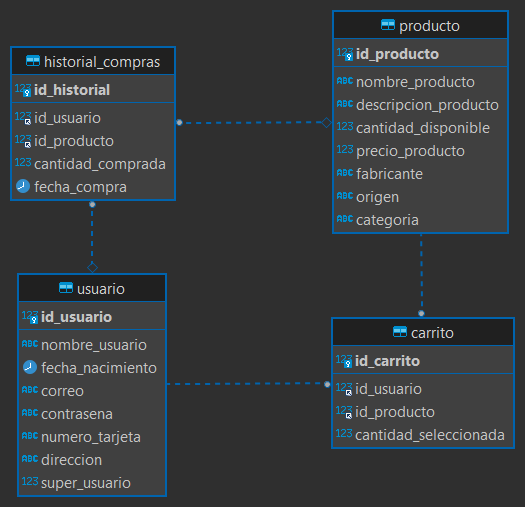 historial_compras
123 id_historial
123 id_usuario
123 id_producto
123 cantidad_comprada
fecha_compra
producto
123 id_producto
ABC nombre_producto
ABC descripcion_producto
123 cantidad_disponible
123 precio_producto
ABC fabricante
ABC origen
ABC categoria
usuario
123 id_usuario
ABC nombre_usuario
fecha_nacimiento
ABC correo
ABC contrasena
ABC numero_tarjeta
ABC direccion
123 super_usuario
carrito
123 id_carrito
123 id_usuario
123 id_producto
123 cantidad_seleccionada